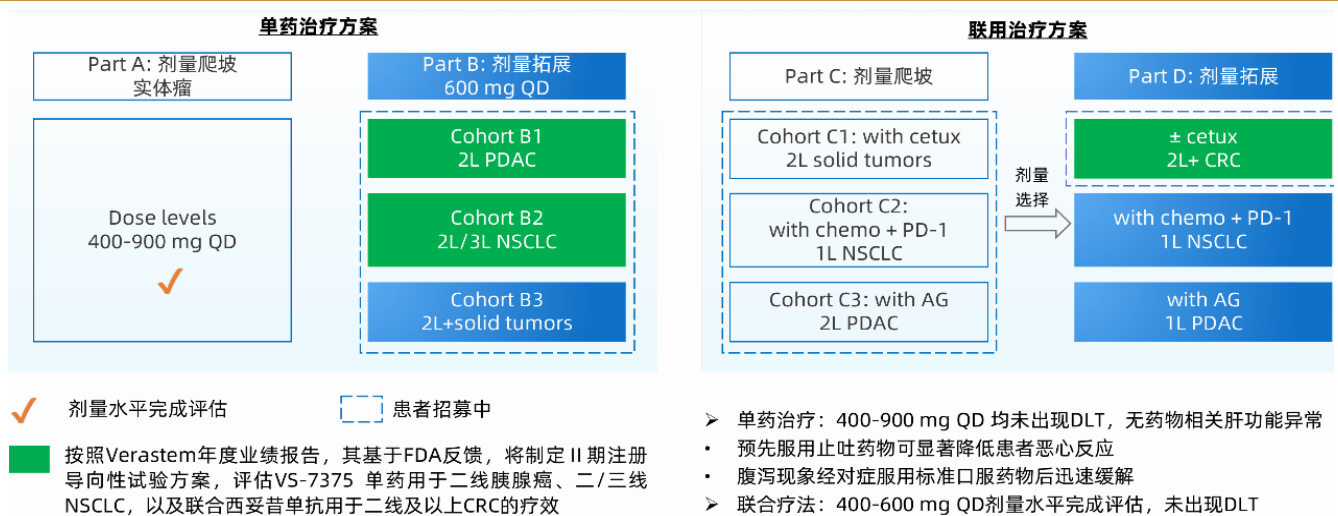 单药治疗方案
Part A: 剂量爬坡
实体瘤
Part B: 剂量拓展
600 mg QD
Dose levels
400-900 mg QD
Cohort B1
2L PDAC
Cohort B2
2L/3L NSCLC
Cohort B3
2L+solid tumors
联用治疗方案
Part C: 剂量爬坡
Part D: 剂量拓展
Cohort C1: with cetux
2L solid tumors
Cohort C2:
with chemo + PD-1
1L NSCLC
Cohort C3: with AG
2L PDAC
剂量
选择
± cetux
2L+ CRC
with chemo + PD-1
1L NSCLC
with AG
1L PDAC
剂量水平完成评估
患者招募中
按照Verastem年度业绩报告，其基于FDA反馈，将制定Ⅱ期注册
导向性试验方案，评估VS-7375 单药用于二线胰腺癌、二/三线
NSCLC，以及联合西妥昔单抗用于二线及以上CRC的疗效
➢ 单药治疗：400-900 mg QD 均未出现DLT，无药物相关肝功能异常
• 预先服用止吐药物可显著降低患者恶心反应
• 腹泻现象经对症服用标准口服药物后迅速缓解
➢ 联合疗法：400-600 mg QD剂量水平完成评估，未出现DLT